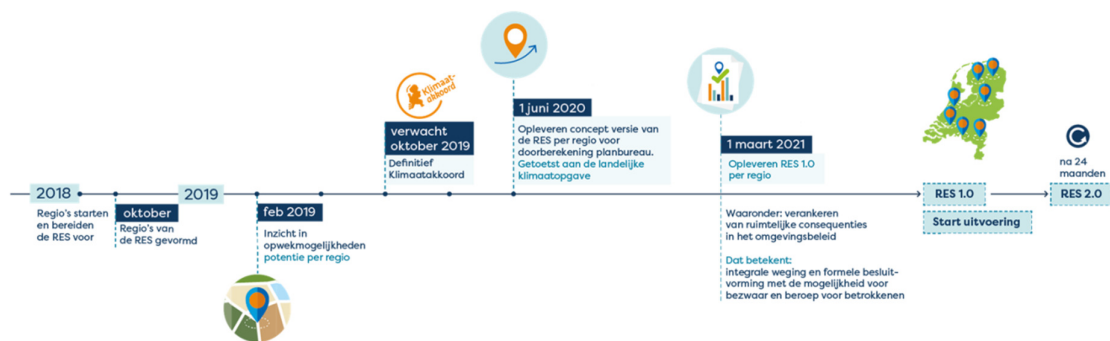 2018
Regio's starten
en bereiden
de RES voor
oktober
Regio's van
de RES gevormd
2019
feb 2019
Inzicht in
opwekmogelijkheden
potentie per regio
Klimaat-
akkoord
verwacht
oktober 2019
Definitief
Klimaatakkoord
1 juni 2020
Opleveren concept versie van
de RES per regio voor
doorberekening planbureau.
Getoetst aan de landelijke
klimaatopgave
1 maart 2021
Opleveren RES 1.0
per regio
Waaronder: verankeren
van ruimtelijke consequenties
in het omgevingsbeleid
Dat betekent:
integrale weging en formele besluit-
vorming met de mogelijkheid voor
bezwaar en beroep voor betrokkenen
RES 1.0
Start uitvoering
na 24
maanden
RES 2.0